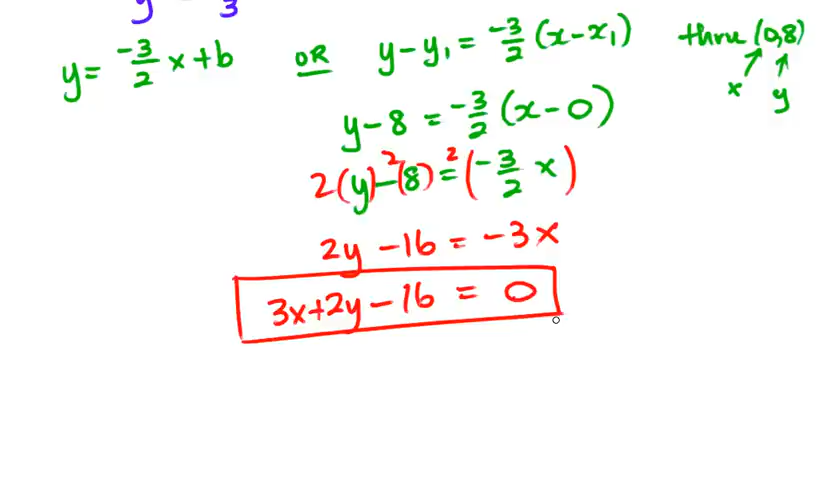 y 3
y = -3/2 x + b OR y - y₁ = -3/2 (x - x₁) thru (0,8)
x y
y - 8 = -3/2 (x - 0)
2(y) - 2(8) = 2(-3/2 x)
2y - 16 = -3x
3x + 2y - 16 = 0